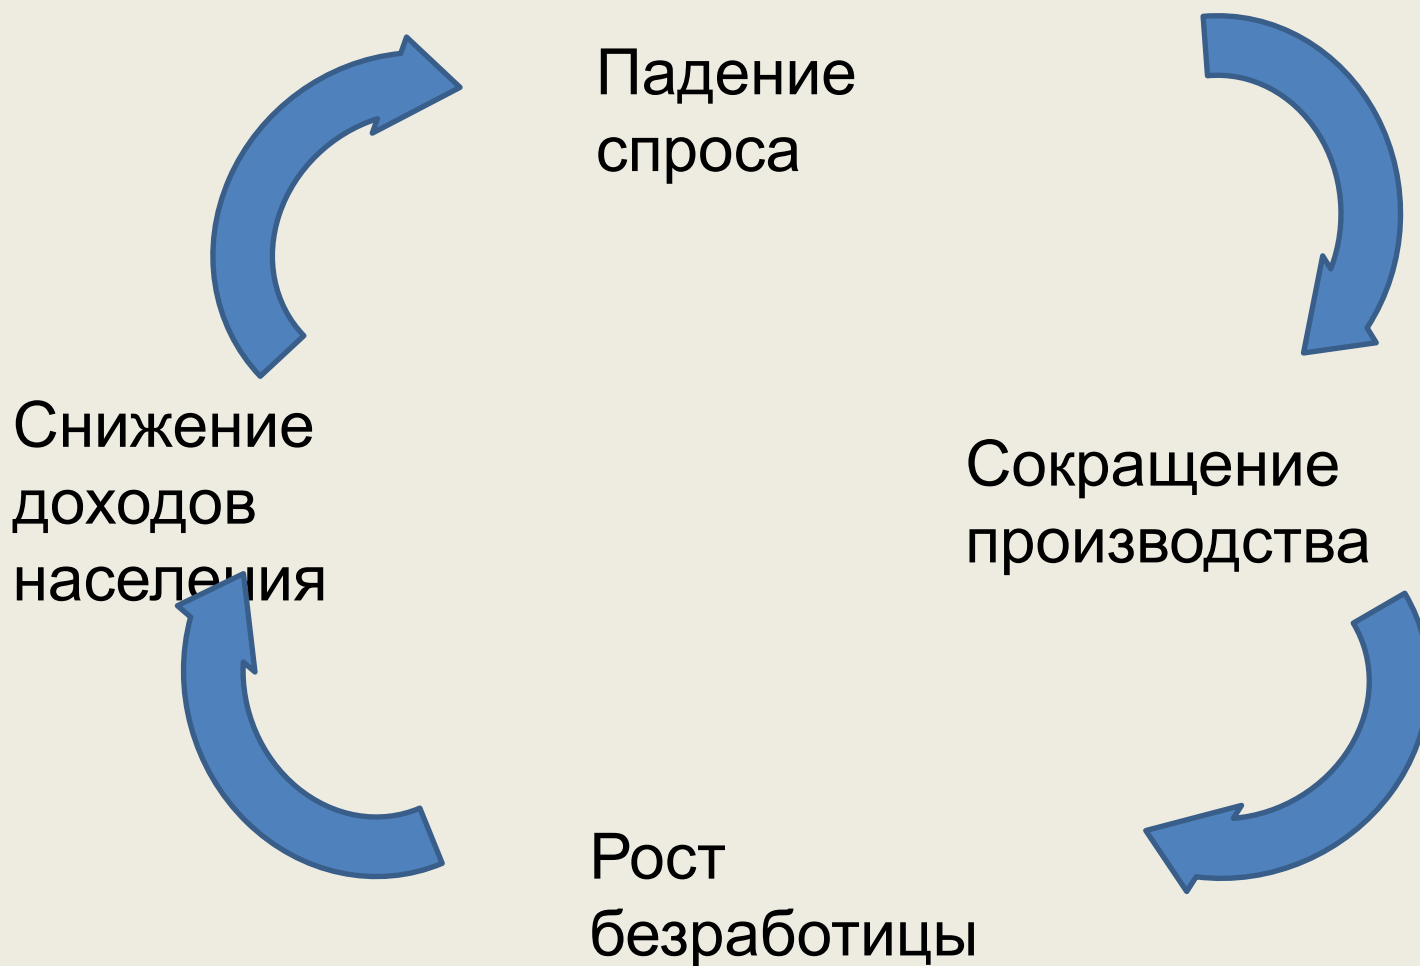 Падение
спроса
Снижение
доходов
населения
Сокращение
производства
Рост
безработицы